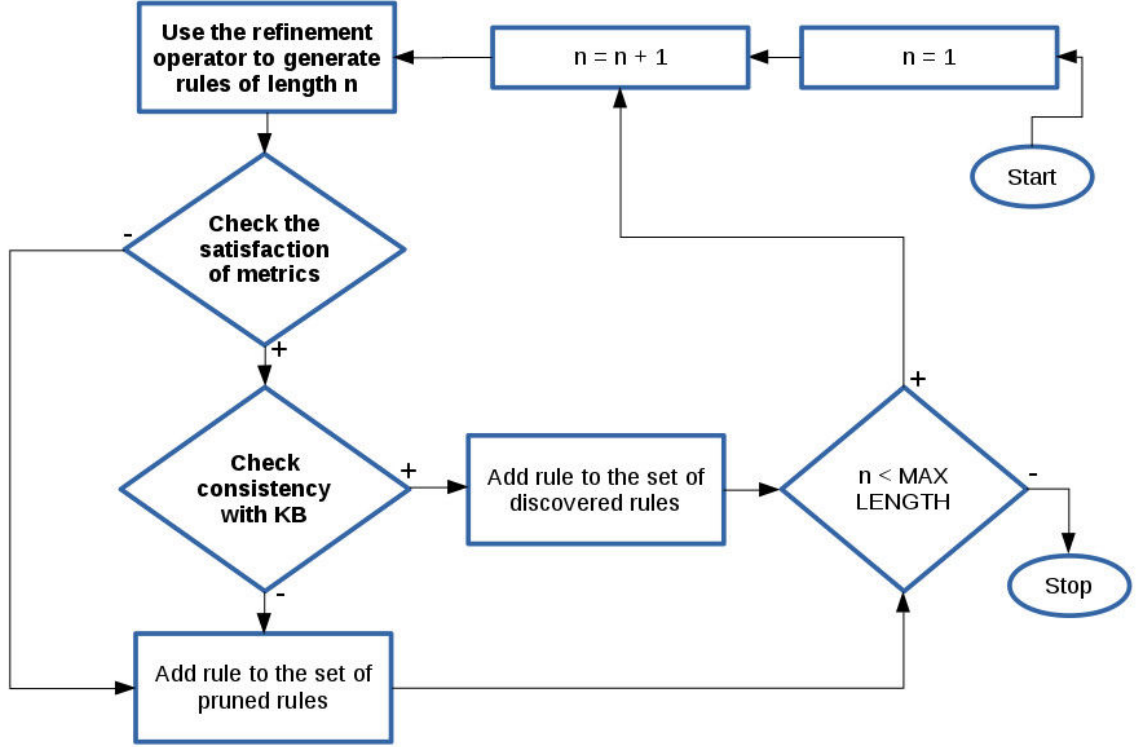 Use the refinement
operator to generate
rules of length n
n = n + 1
n = 1
Start
Check the
satisfaction
of metrics
-
+
Check
consistency
with KB
+
-
Add rule to the set of
discovered rules
n < MAX
LENGTH
+
-
Stop
Add rule to the set of
pruned rules